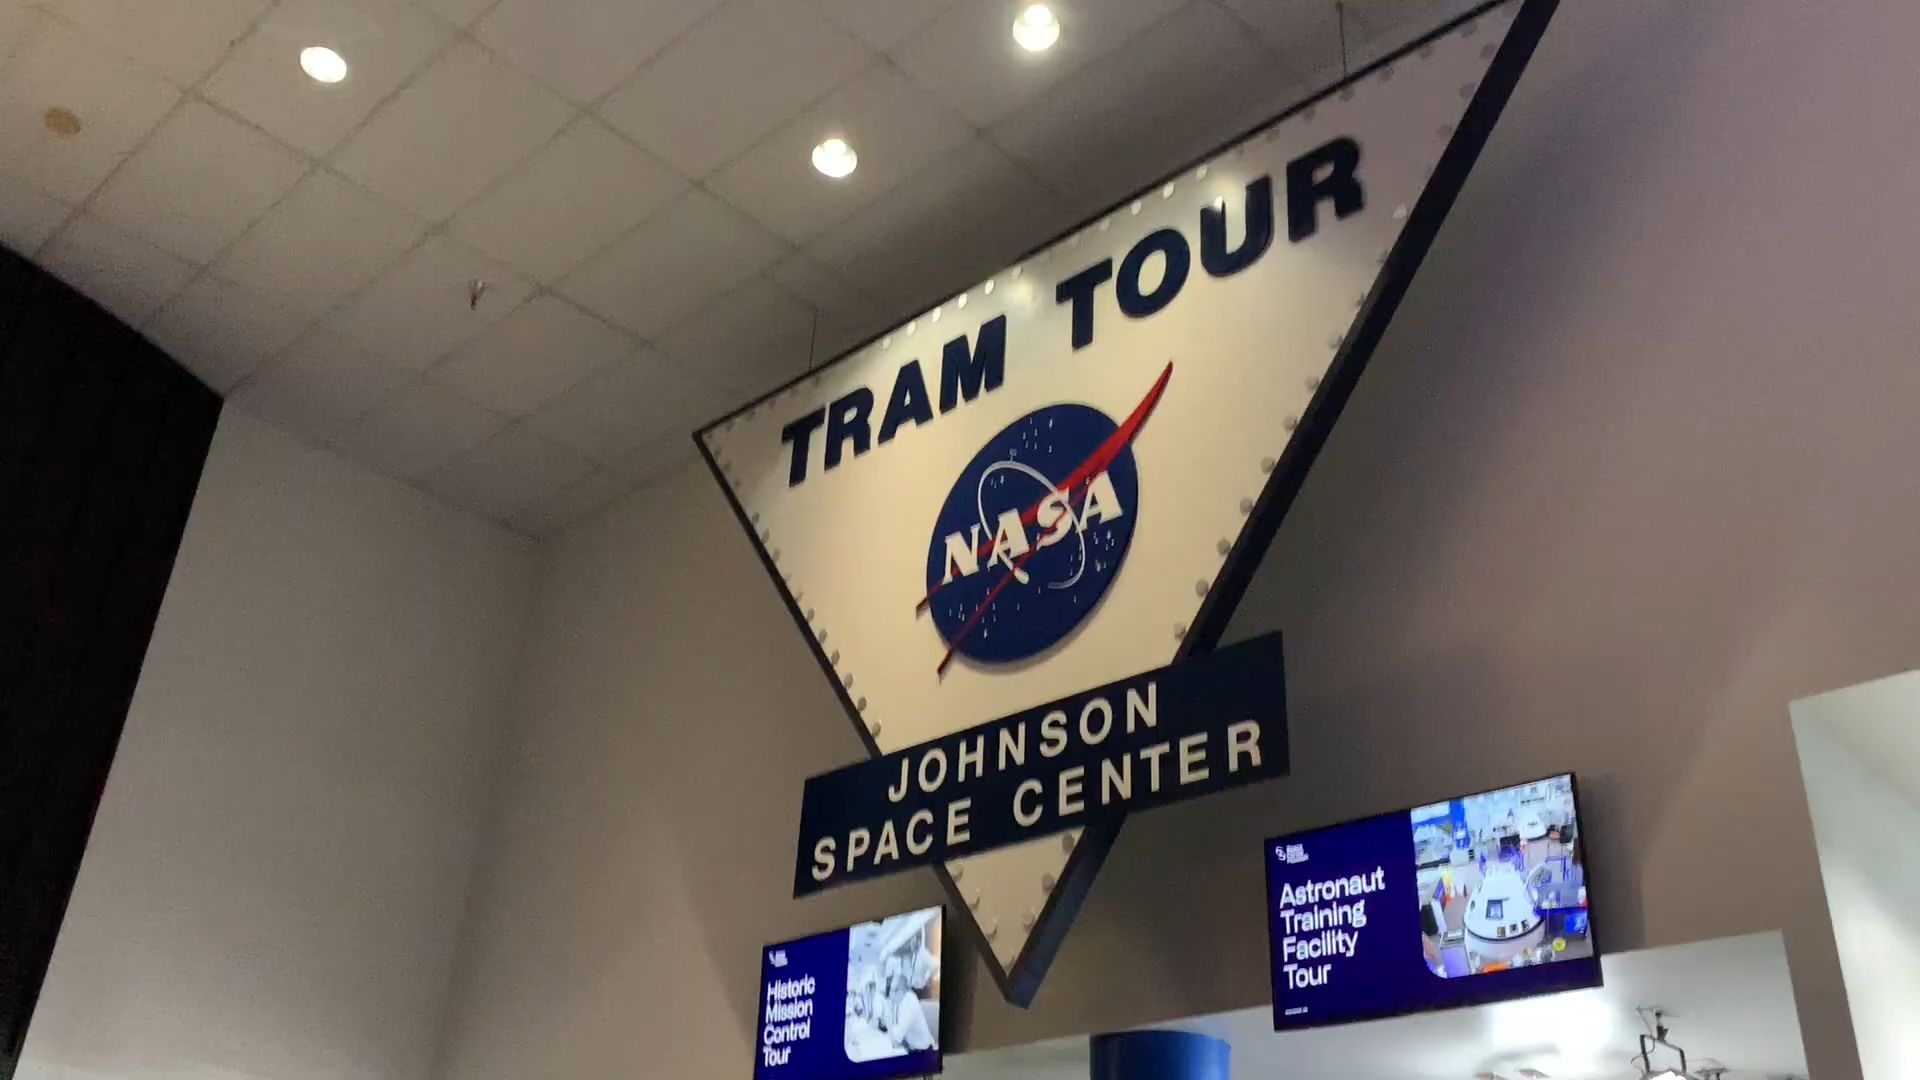 TRAM TOUR
NASA
JOHNSON
SPACE CENTER
Historic
Mission
Control
Tour
Astronaut
Training
Facility
Tour